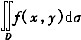 ∬_D f(x, y)dσ